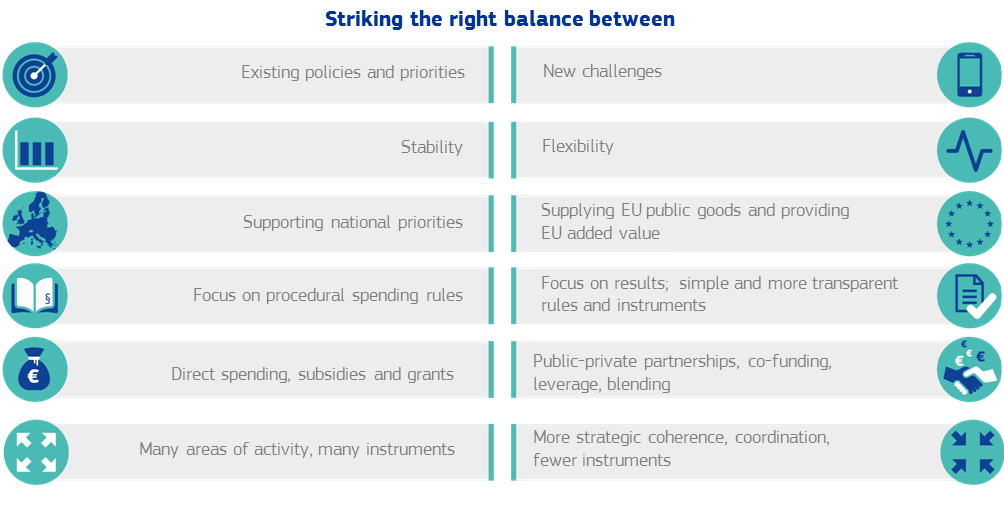 Striking the right balance between
Existing policies and priorities
New challenges
Stability
Flexibility
Supporting national priorities
Supplying EU public goods and providing
EU added value
§
Focus on procedural spending rules
Focus on results; simple and more transparent
rules and instruments
€
Direct spending, subsidies and grants
Public-private partnerships, co-funding,
leverage, blending
€
€ € €
Many areas of activity, many instruments
More strategic coherence, coordination,
fewer instruments